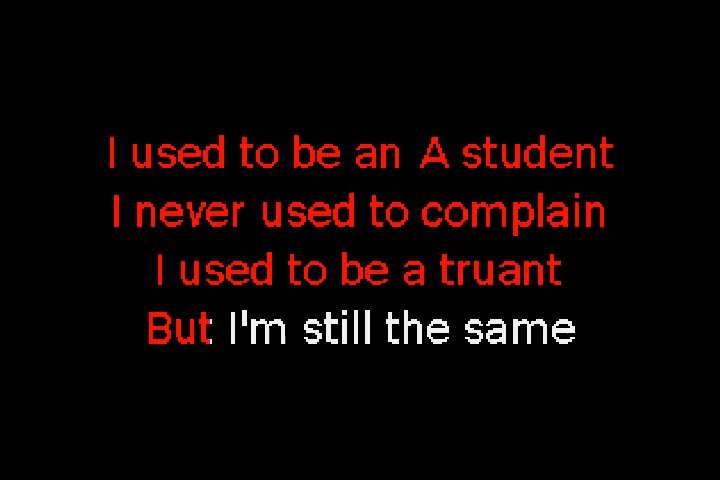 I used to be an A student
I never used to complain
I used to be a truant
But I'm still the same